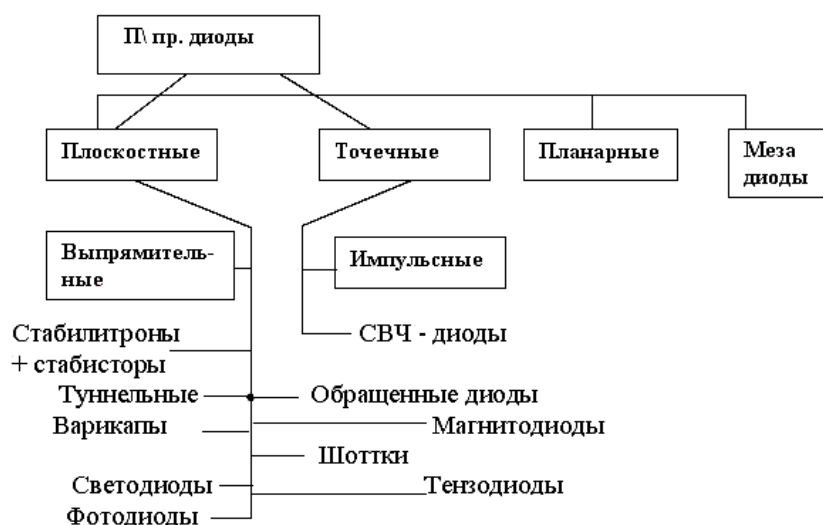 П\ пр. диоды
Плоскостные
Точечные
Планарные
Меза
диоды
Выпрямитель-
ные
Импульсные
Стабилитроны
+ стабисторы
СВЧ - диоды
Туннельные
Обращенные диоды
Варикапы
Магнитодиоды
Шоттки
Светодиоды
Тензодиоды
Фотодиоды